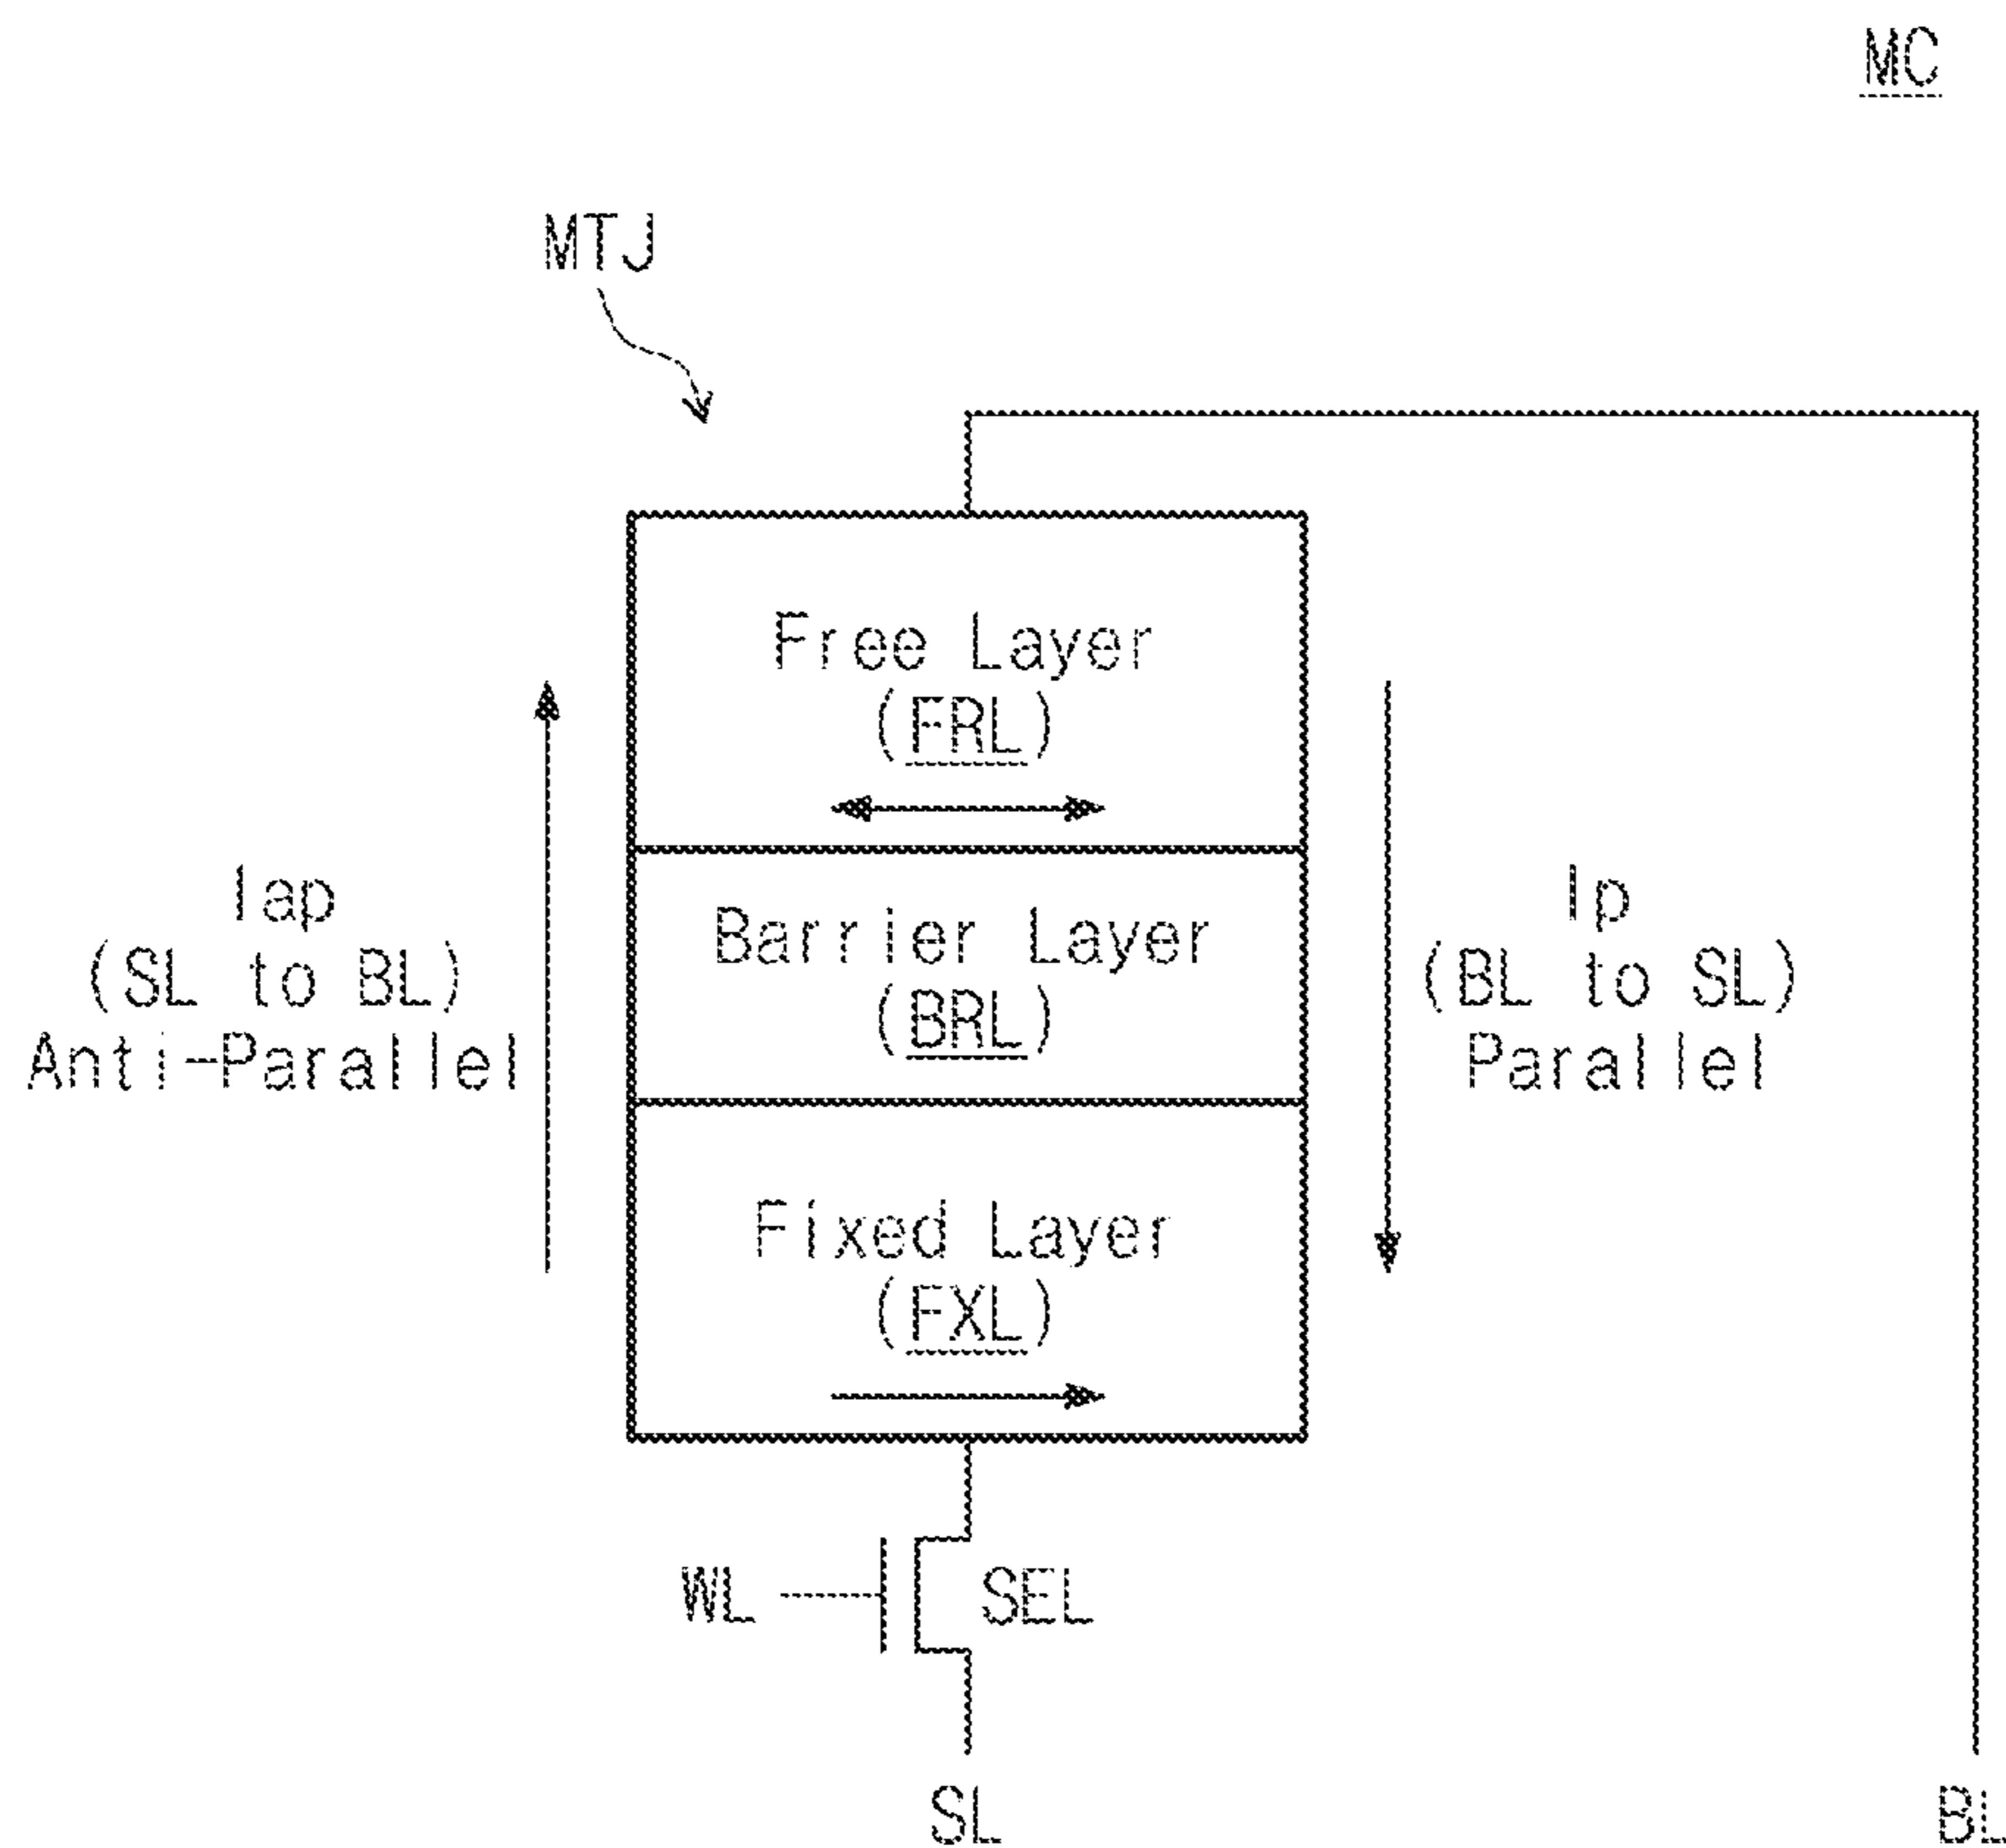 MC
MTJ
Free Layer
(FRL)
Iap
(SL to BL)
Anti-Parallel
Barrier Layer
(BRL)
Ip
(BL to SL)
Parallel
Fixed Layer
(FXL)
WL
SEL
SL
BL